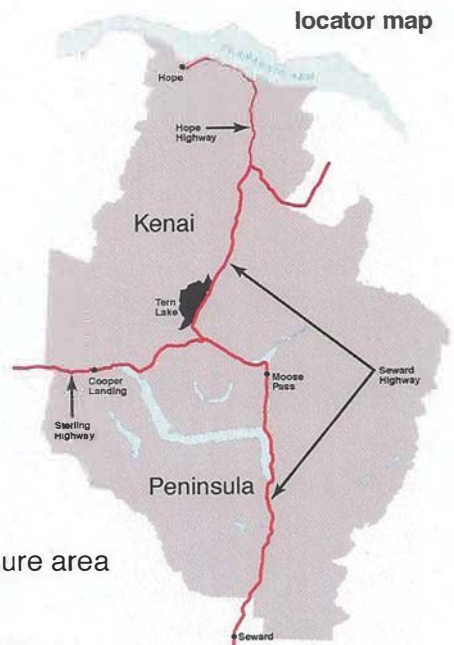 locator map
Hope
Hope
Highway
Kenai
Tern
Lake
Cooper
Landing
Moose
Pass
Seward
Highway
Sterling
Highway
Peninsula
ure area
Seward